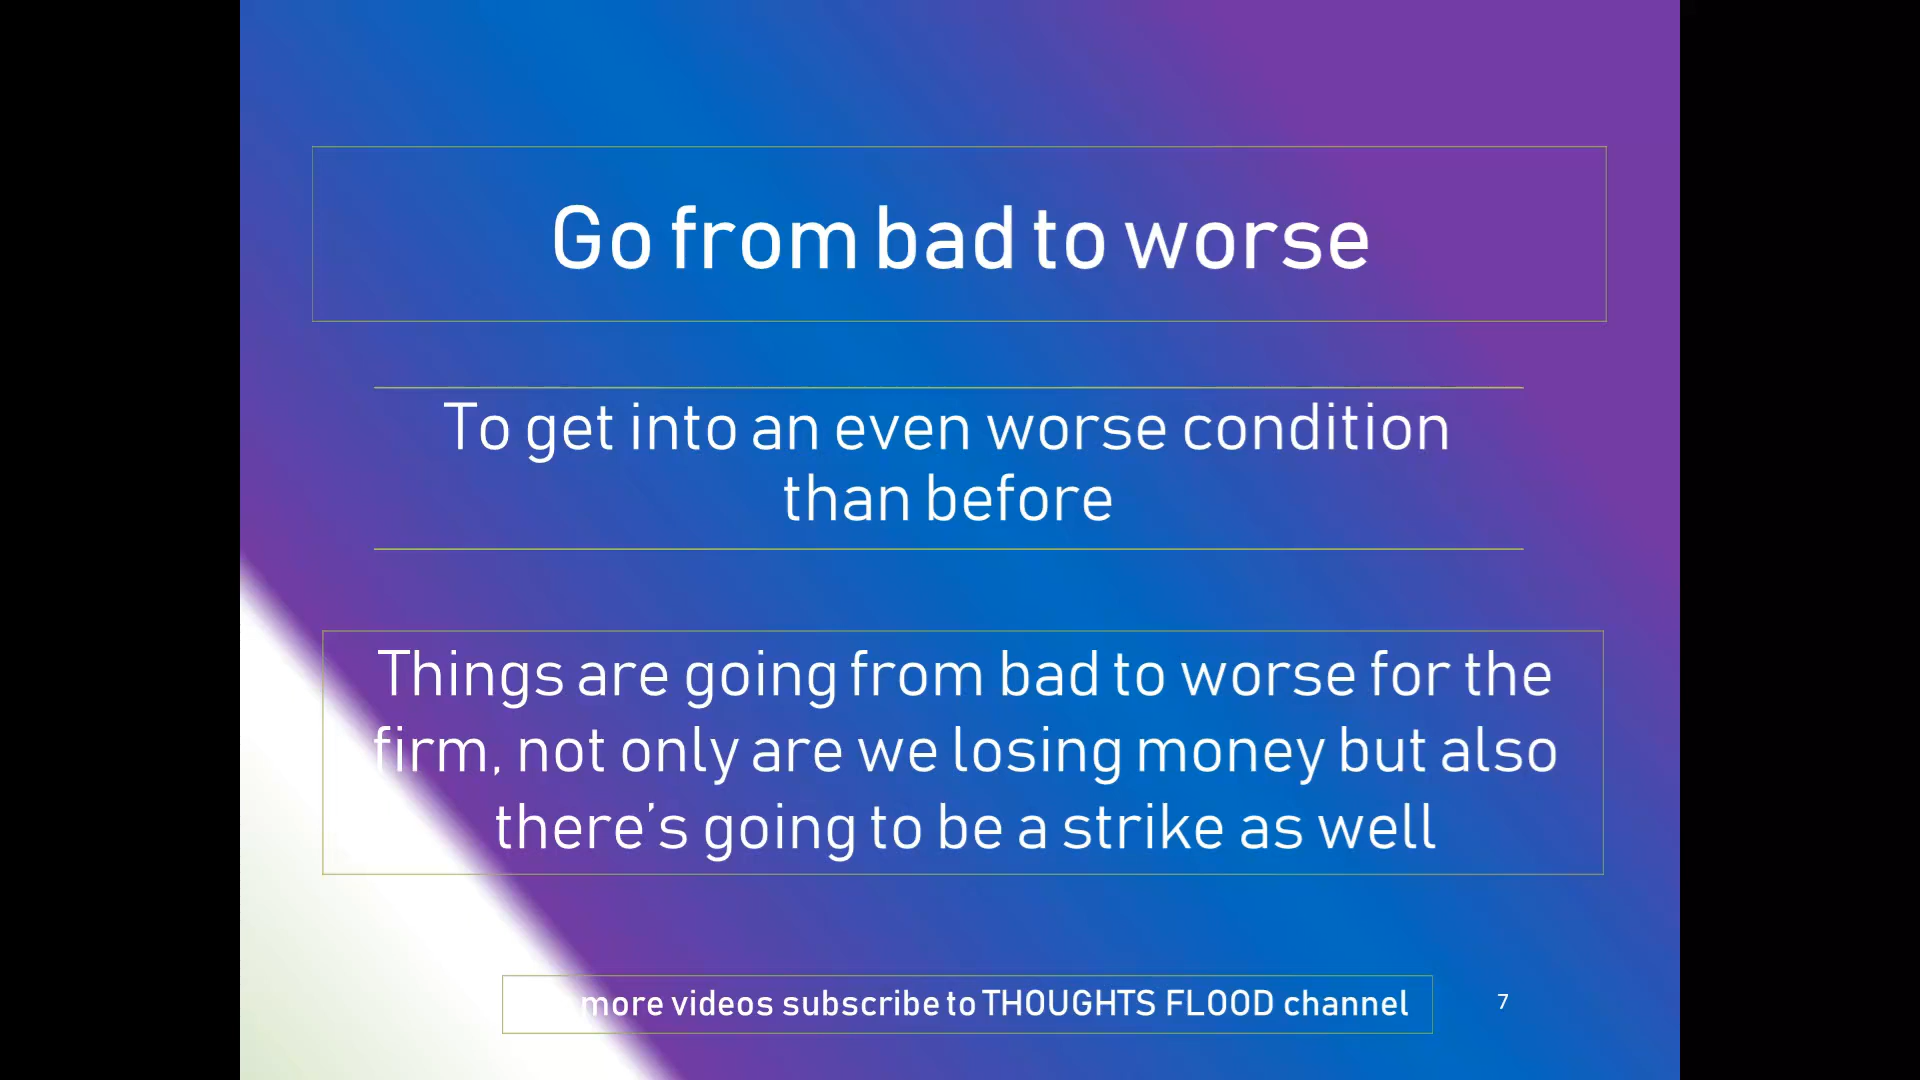 Go from bad to worse
To get into an even worse condition
than before
Things are going from bad to worse for the
firm, not only are we losing money but also
there's going to be a strike as well
more videos subscribe to THOUGHTS FLOOD channel
7